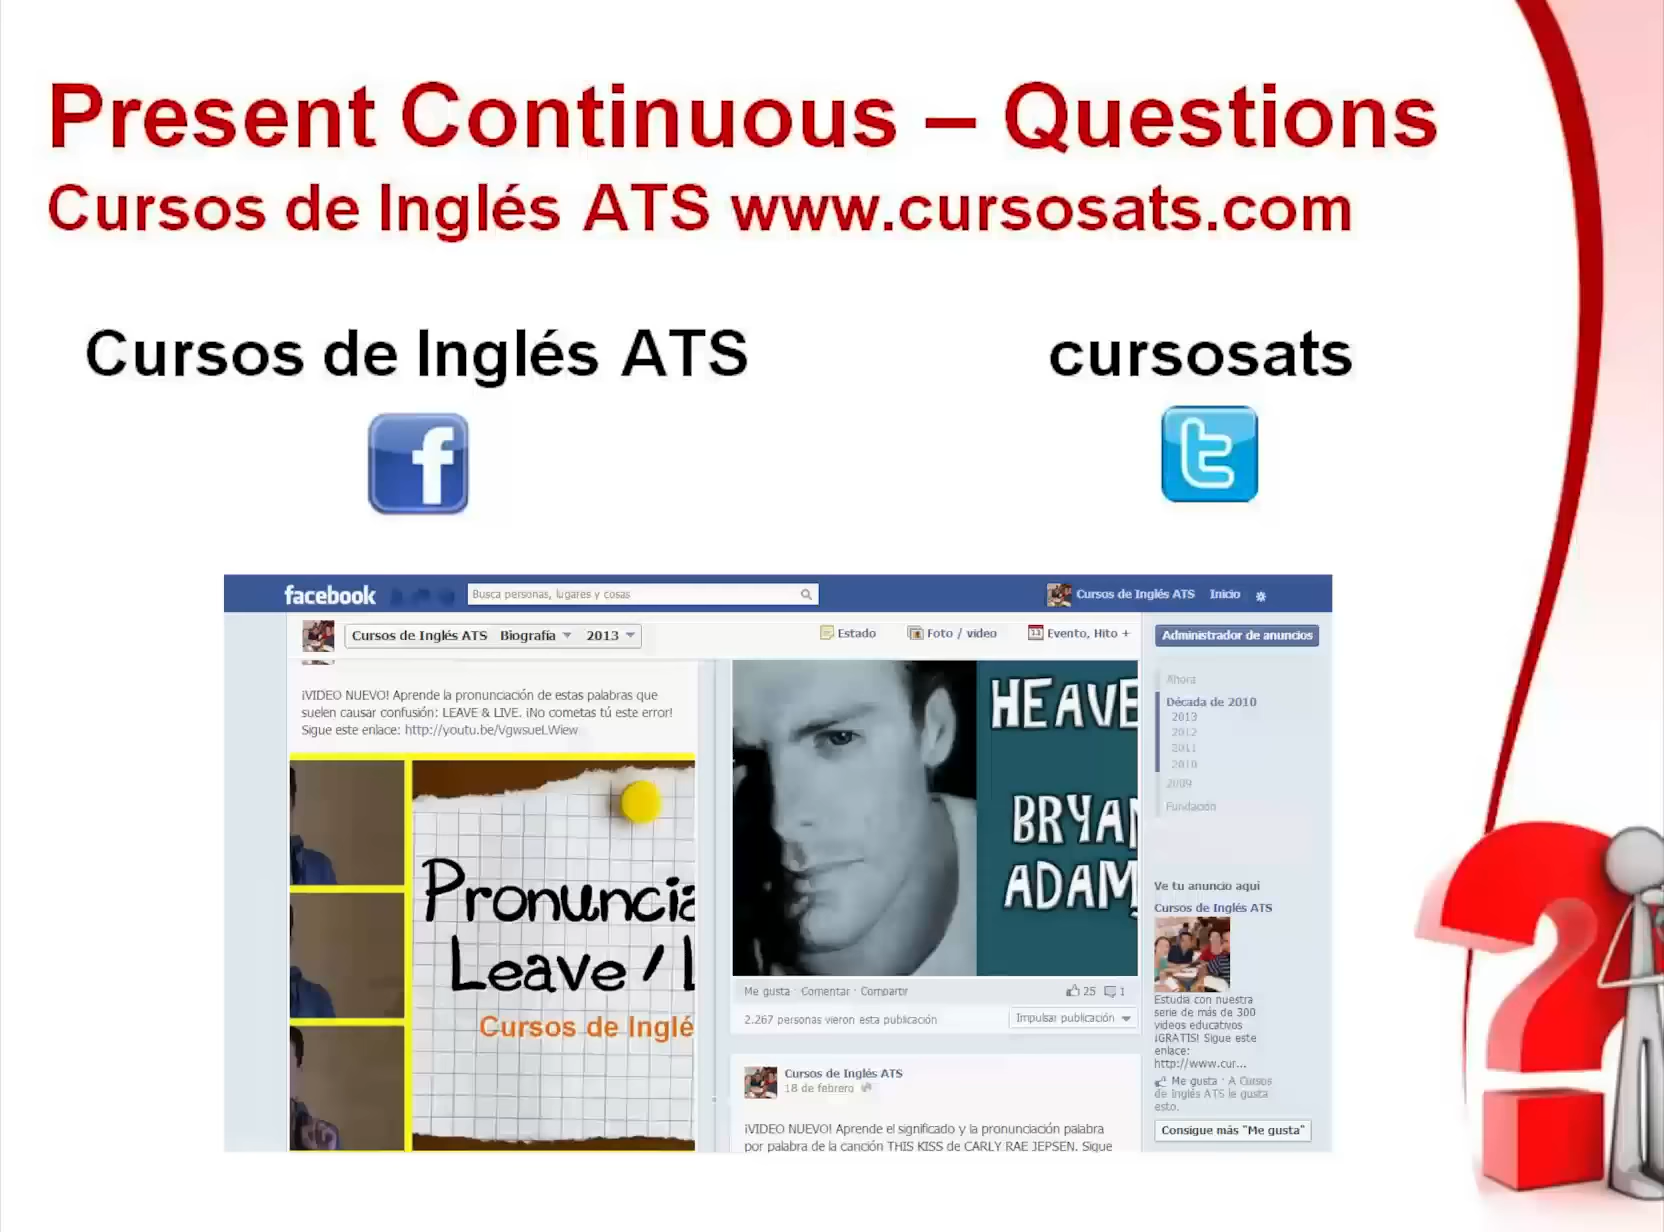 Present Continuous – Questions
Cursos de Inglés ATS www.cursosats.com
Cursos de Inglés ATS
cursosats
facebook
Busca personas, lugares y cosas
Cursos de Inglés ATS Inicio
Cursos de Inglés ATS Biografía 2013
Estado Foto / video Evento, Hito +
Administrador de anuncios
¡VIDEO NUEVO! Aprende la pronunciación de estas palabras que
suelen causar confusión: LEAVE & LIVE. ¡No cometas tú este error!
Sigue este enlace: http://youtu.be/VgwsueLWiew
Pronuncia
Leave / L
Cursos de Inglé
HEAVE
BRYAN
ADAM
Me gusta · Comentar · Compartir
25 1
2.267 personas vieron esta publicación
Impulsar publicación
Cursos de Inglés ATS
18 de febrero
¡VIDEO NUEVO! Aprende el significado y la pronunciación palabra
por palabra de la canción THIS KISS de CARLY RAE JEPSEN. Sigue
Ahora
Década de 2010
2013
2012
2011
2010
2009
Fundación
Ve tu anuncio aquí
Cursos de Inglés ATS
Estudia con nuestra
serie de más de 300
videos educativos
¡GRATIS! Sigue este
enlace:
http://www.cur...
Me gusta · A Cursos
de Inglés ATS le gusta
esto.
Consigue más "Me gusta"